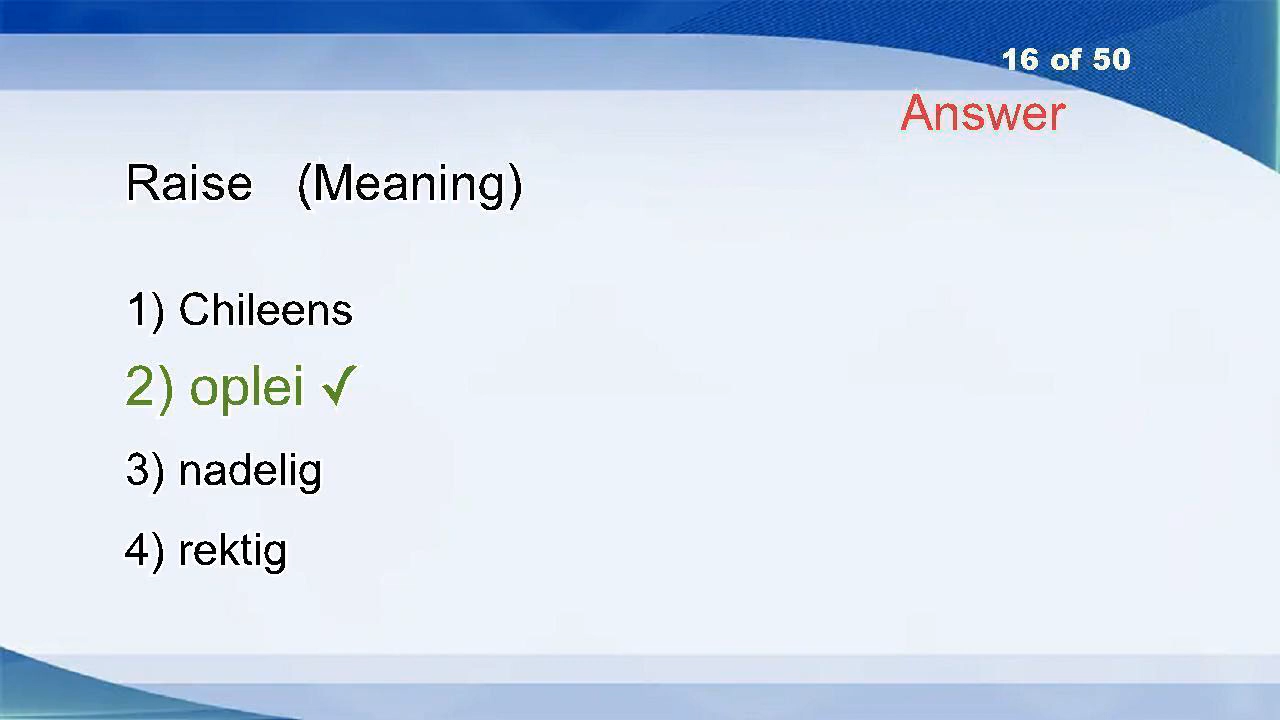 16 of 50
Answer
Raise (Meaning)
1) Chileens
2) oplei ✓
3) nadelig
4) rektig